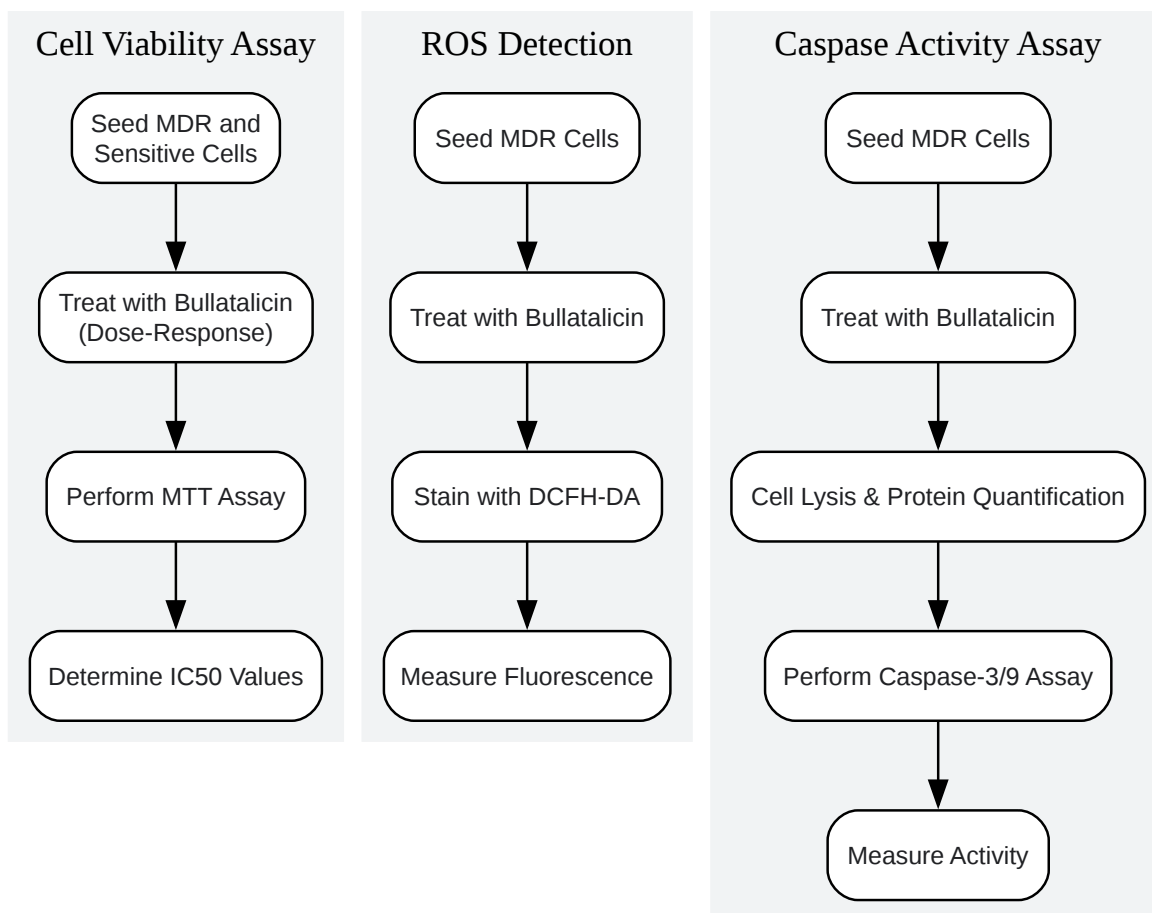 Cell Viability Assay
Seed MDR and
Sensitive Cells
Treat with Bullatalicin
(Dose-Response)
Perform MTT Assay
Determine IC50 Values
ROS Detection
Seed MDR Cells
Treat with Bullatalicin
Stain with DCFH-DA
Measure Fluorescence
Caspase Activity Assay
Seed MDR Cells
Treat with Bullatalicin
Cell Lysis & Protein Quantification
Perform Caspase-3/9 Assay
Measure Activity